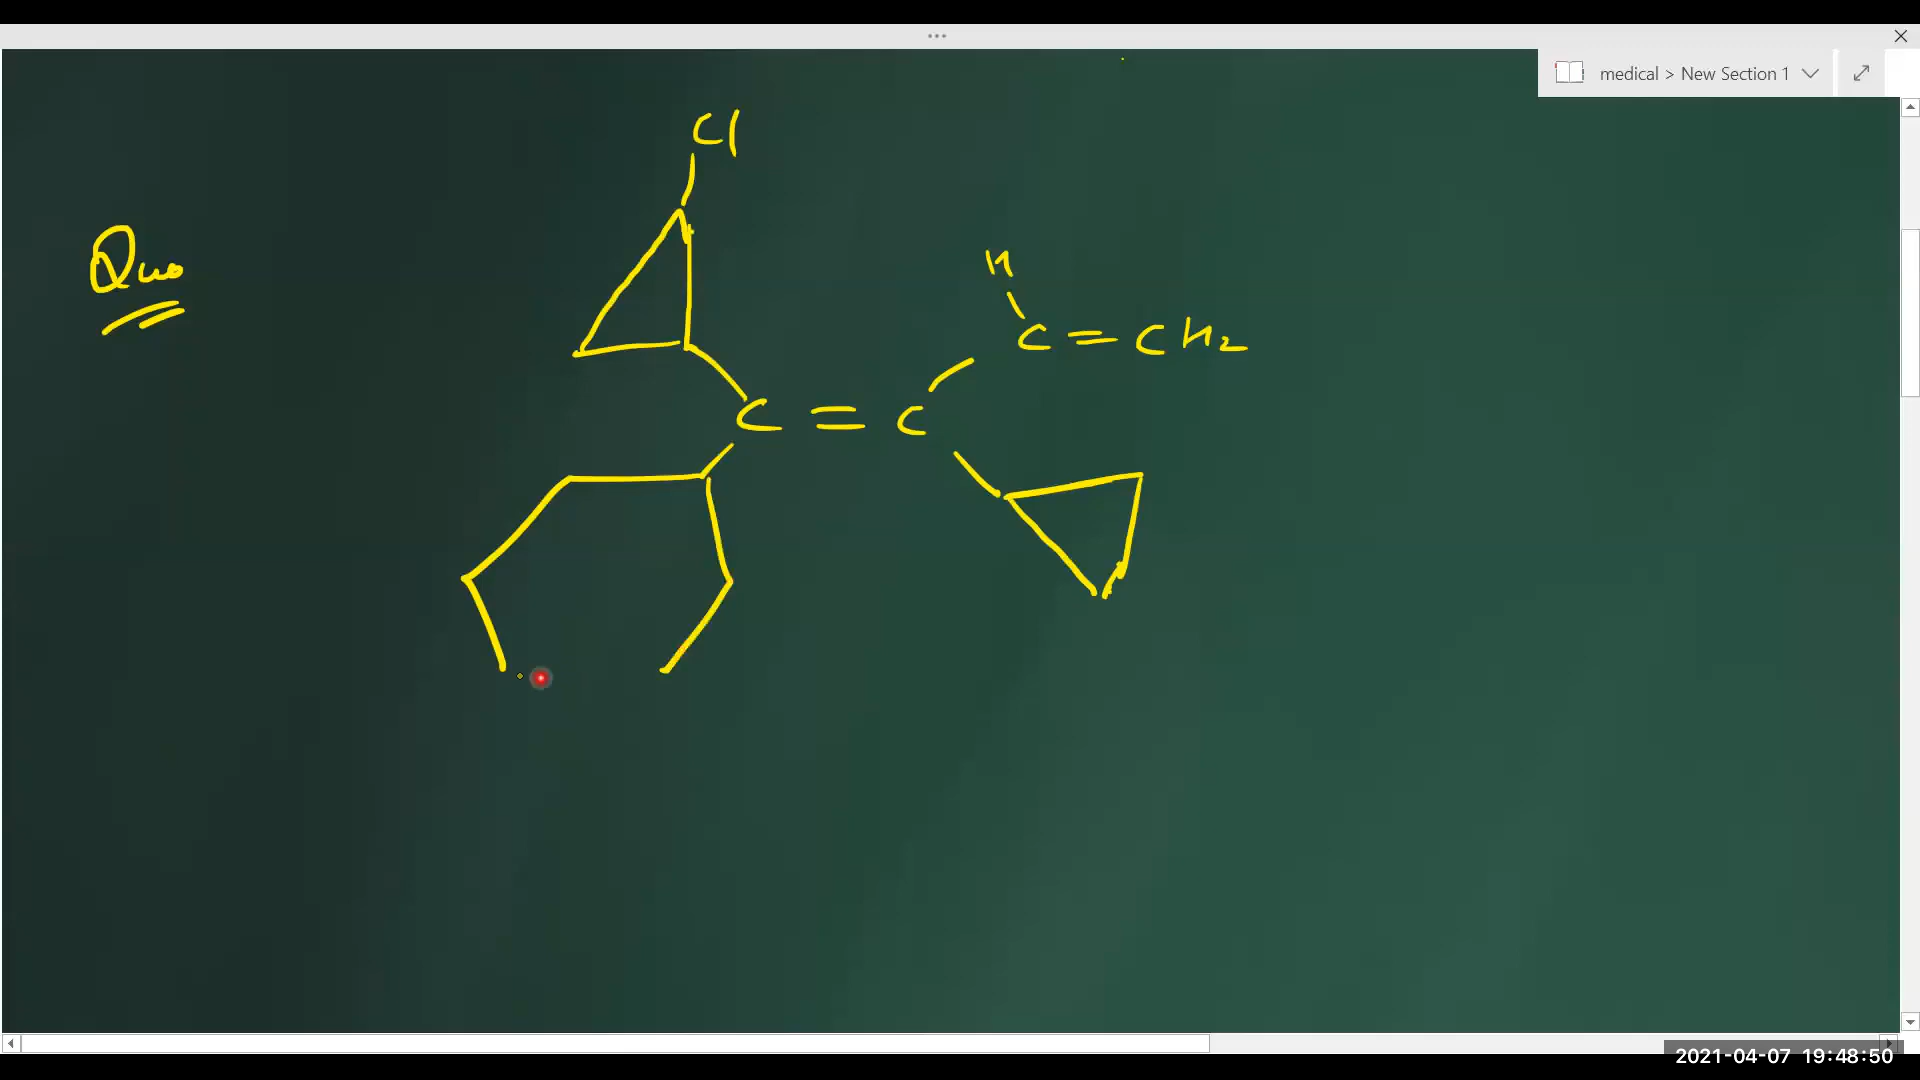 medical > New Section 1
Cl
Que
H
C = CH2
C = C
2021-04-07 19:48:50